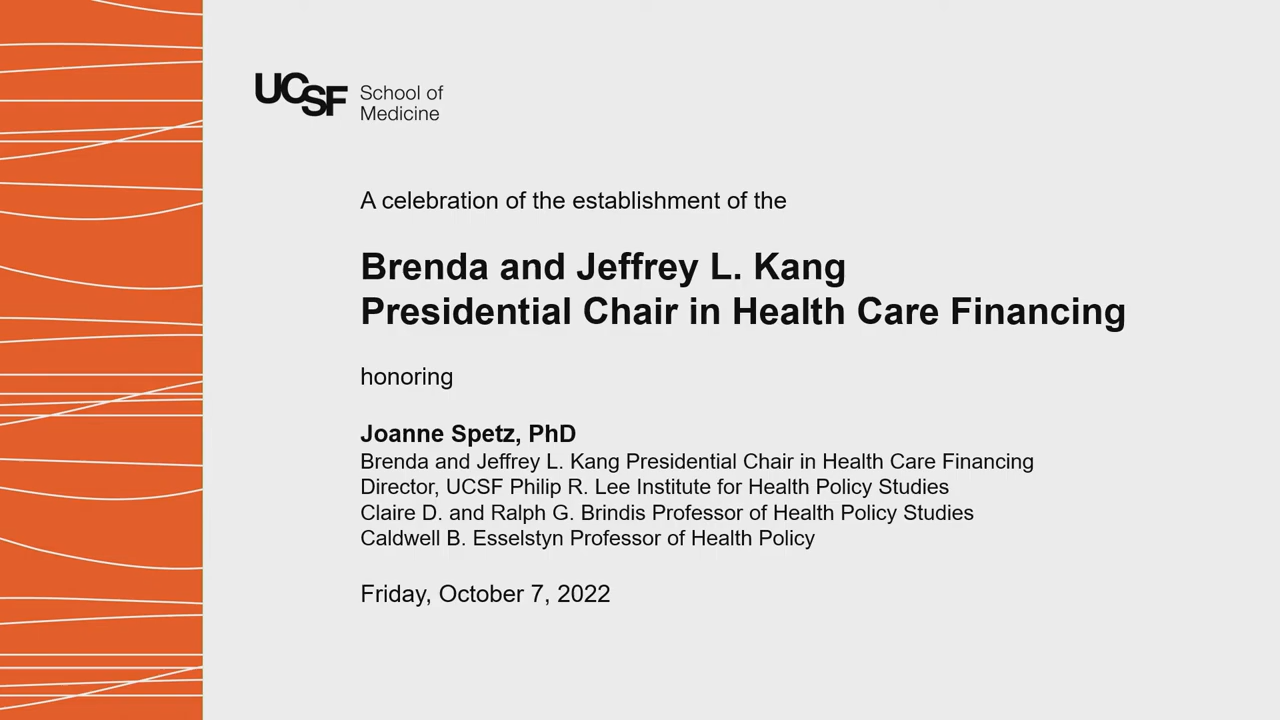 UCSF School of
Medicine
A celebration of the establishment of the
Brenda and Jeffrey L. Kang
Presidential Chair in Health Care Financing
honoring
Joanne Spetz, PhD
Brenda and Jeffrey L. Kang Presidential Chair in Health Care Financing
Director, UCSF Philip R. Lee Institute for Health Policy Studies
Claire D. and Ralph G. Brindis Professor of Health Policy Studies
Caldwell B. Esselstyn Professor of Health Policy
Friday, October 7, 2022